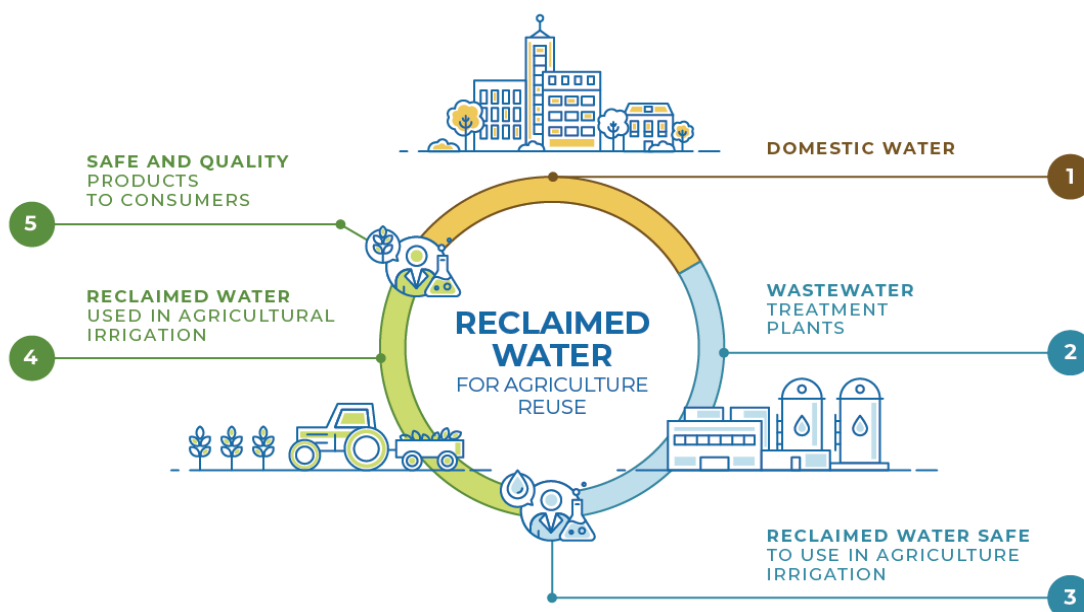 DOMESTIC WATER
1
WASTEWATER
TREATMENT
PLANTS
2
RECLAIMED WATER SAFE
TO USE IN AGRICULTURE
IRRIGATION
3
RECLAIMED WATER
USED IN AGRICULTURAL
IRRIGATION
4
SAFE AND QUALITY
PRODUCTS
TO CONSUMERS
5
RECLAIMED
WATER
FOR AGRICULTURE
REUSE